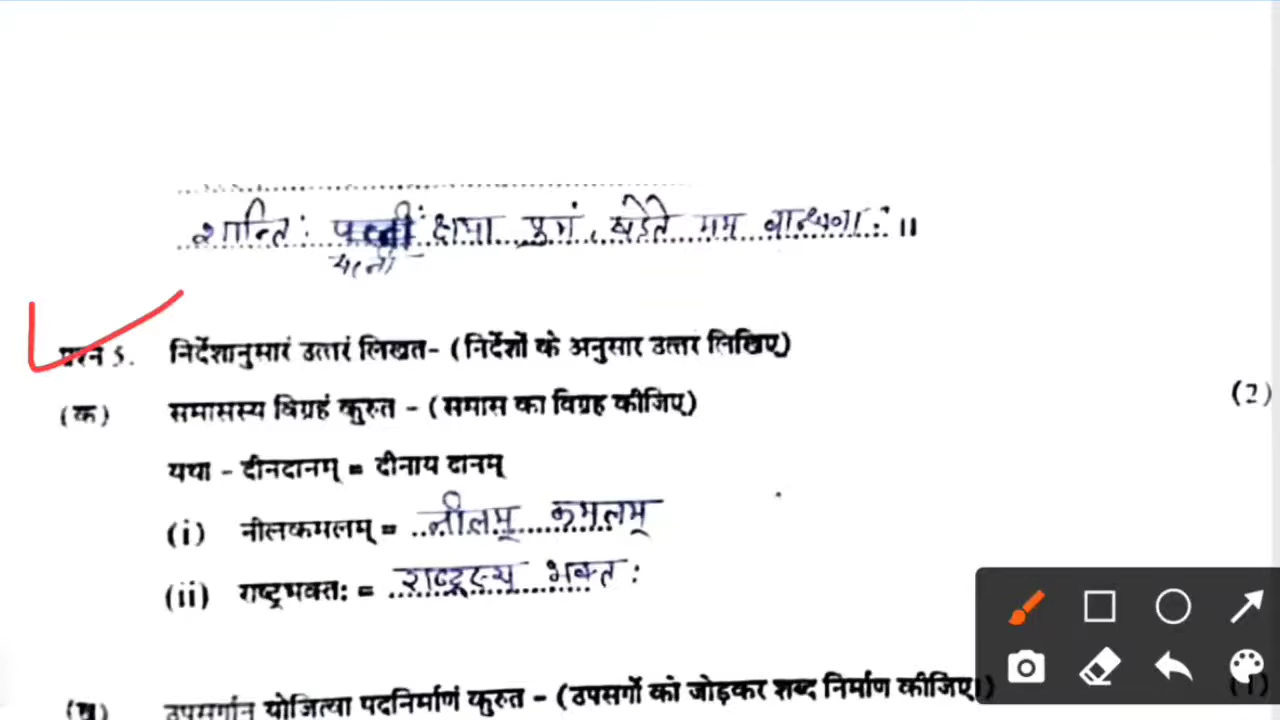 शान्तिः पत्नी क्षमा पुत्रं, षडेते मम बान्धवाः ॥
पत्नी
प्रश्न 5. निर्देशानुसारं उत्तरं लिखत- (निर्देशों के अनुसार उत्तर लिखिए)
(क) समासस्य विग्रहं कुरुत - (समास का विग्रह कीजिए) (2)
यथा - दीनदानम् = दीनाय दानम्
(i) नीलकमलम् = नीलम् कमलम्
(ii) राष्ट्रभक्तः = राष्ट्रस्य भक्तः
(ख) उपसर्गान् योजयित्वा पदनिर्माणं कुरुत - (उपसर्गों को जोड़कर शब्द निर्माण कीजिए।) (1)